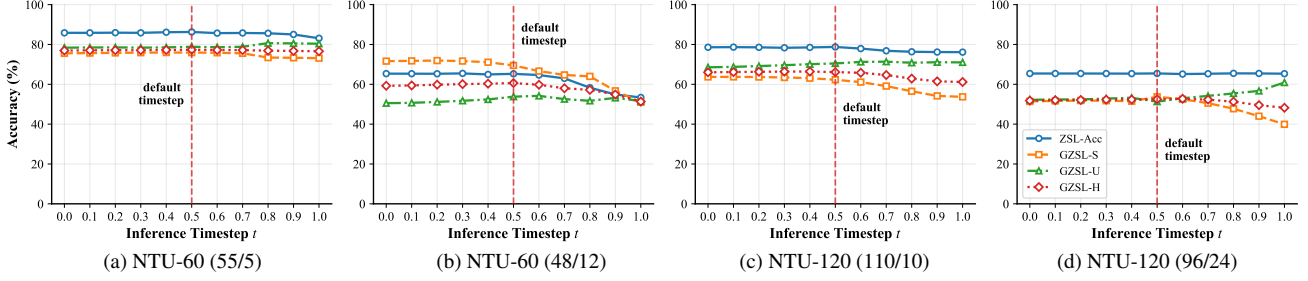 Accuracy (%)
100
80
60
40
20
0
default
timestep
0.0 0.1 0.2 0.3 0.4 0.5 0.6 0.7 0.8 0.9 1.0
Inference Timestep t
(a) NTU-60 (55/5)
100
80
60
40
20
0
default
timestep
0.0 0.1 0.2 0.3 0.4 0.5 0.6 0.7 0.8 0.9 1.0
Inference Timestep t
(b) NTU-60 (48/12)
100
80
60
40
20
0
default
timestep
0.0 0.1 0.2 0.3 0.4 0.5 0.6 0.7 0.8 0.9 1.0
Inference Timestep t
(c) NTU-120 (110/10)
100
80
60
40
20
0
default
timestep
ZSL-Acc
GZSL-S
GZSL-U
GZSL-H
0.0 0.1 0.2 0.3 0.4 0.5 0.6 0.7 0.8 0.9 1.0
Inference Timestep t
(d) NTU-120 (96/24)